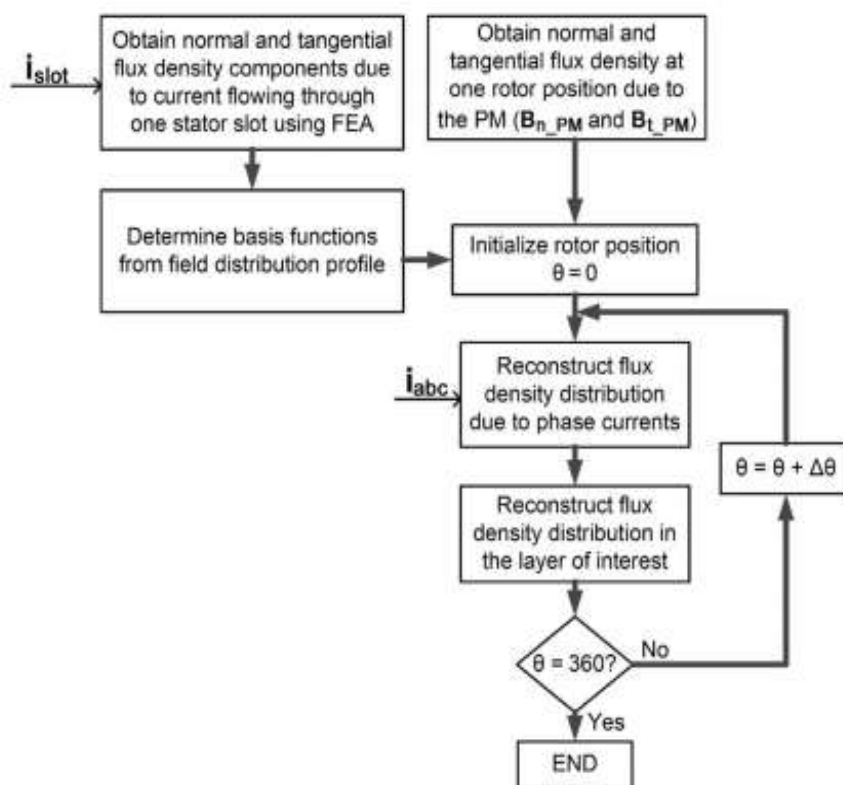 Obtain normal and tangential
flux density components due
to current flowing through
one stator slot using FEA
i_slot
Obtain normal and
tangential flux density at
one rotor position due to
the PM (B_n_PM and B_t_PM)
Determine basis functions
from field distribution profile
Initialize rotor position
θ = 0
i_abc
Reconstruct flux
density distribution
due to phase currents
θ = θ + Δθ
Reconstruct flux
density distribution in
the layer of interest
θ = 360?
No
Yes
END